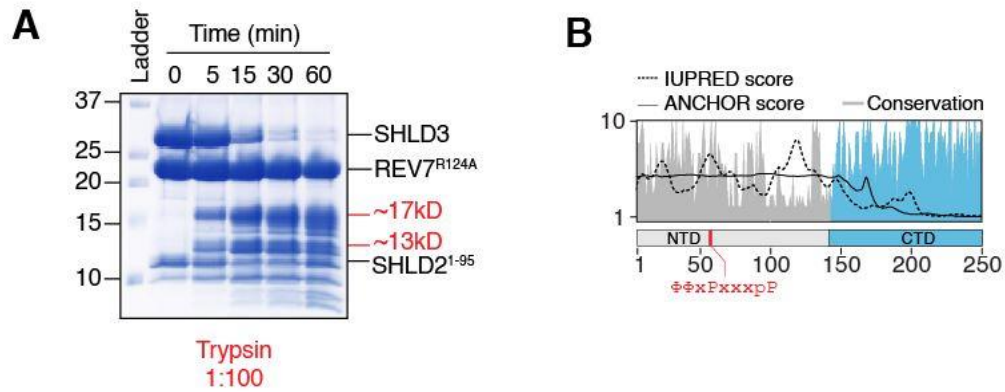 A
Ladder
Time (min)
0 5 15 30 60
37
25
20
15
10
SHLD3
REV7R124A
~17kD
~13kD
SHLD21-95
Trypsin
1:100
B
IUPRED score
ANCHOR score
Conservation
10
1
NTD
CTD
1 50 100 150 200 250
ΦΦxPxxxpP